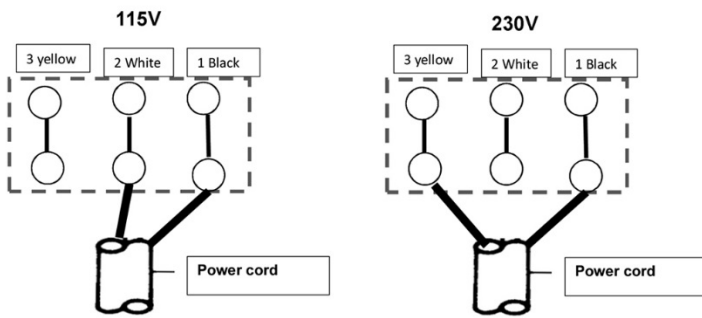 115V
3 yellow
2 White
1 Black
Power cord
230V
3 yellow
2 White
1 Black
Power cord